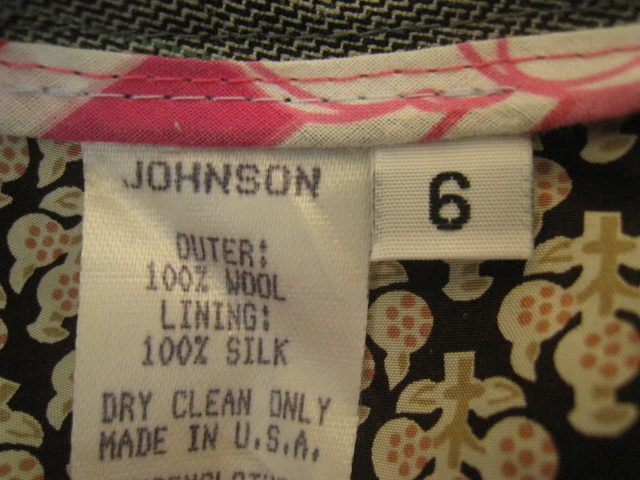 JOHNSON
6
OUTER:
100% WOOL
LINING:
100% SILK
DRY CLEAN ONLY
MADE IN U.S.A.